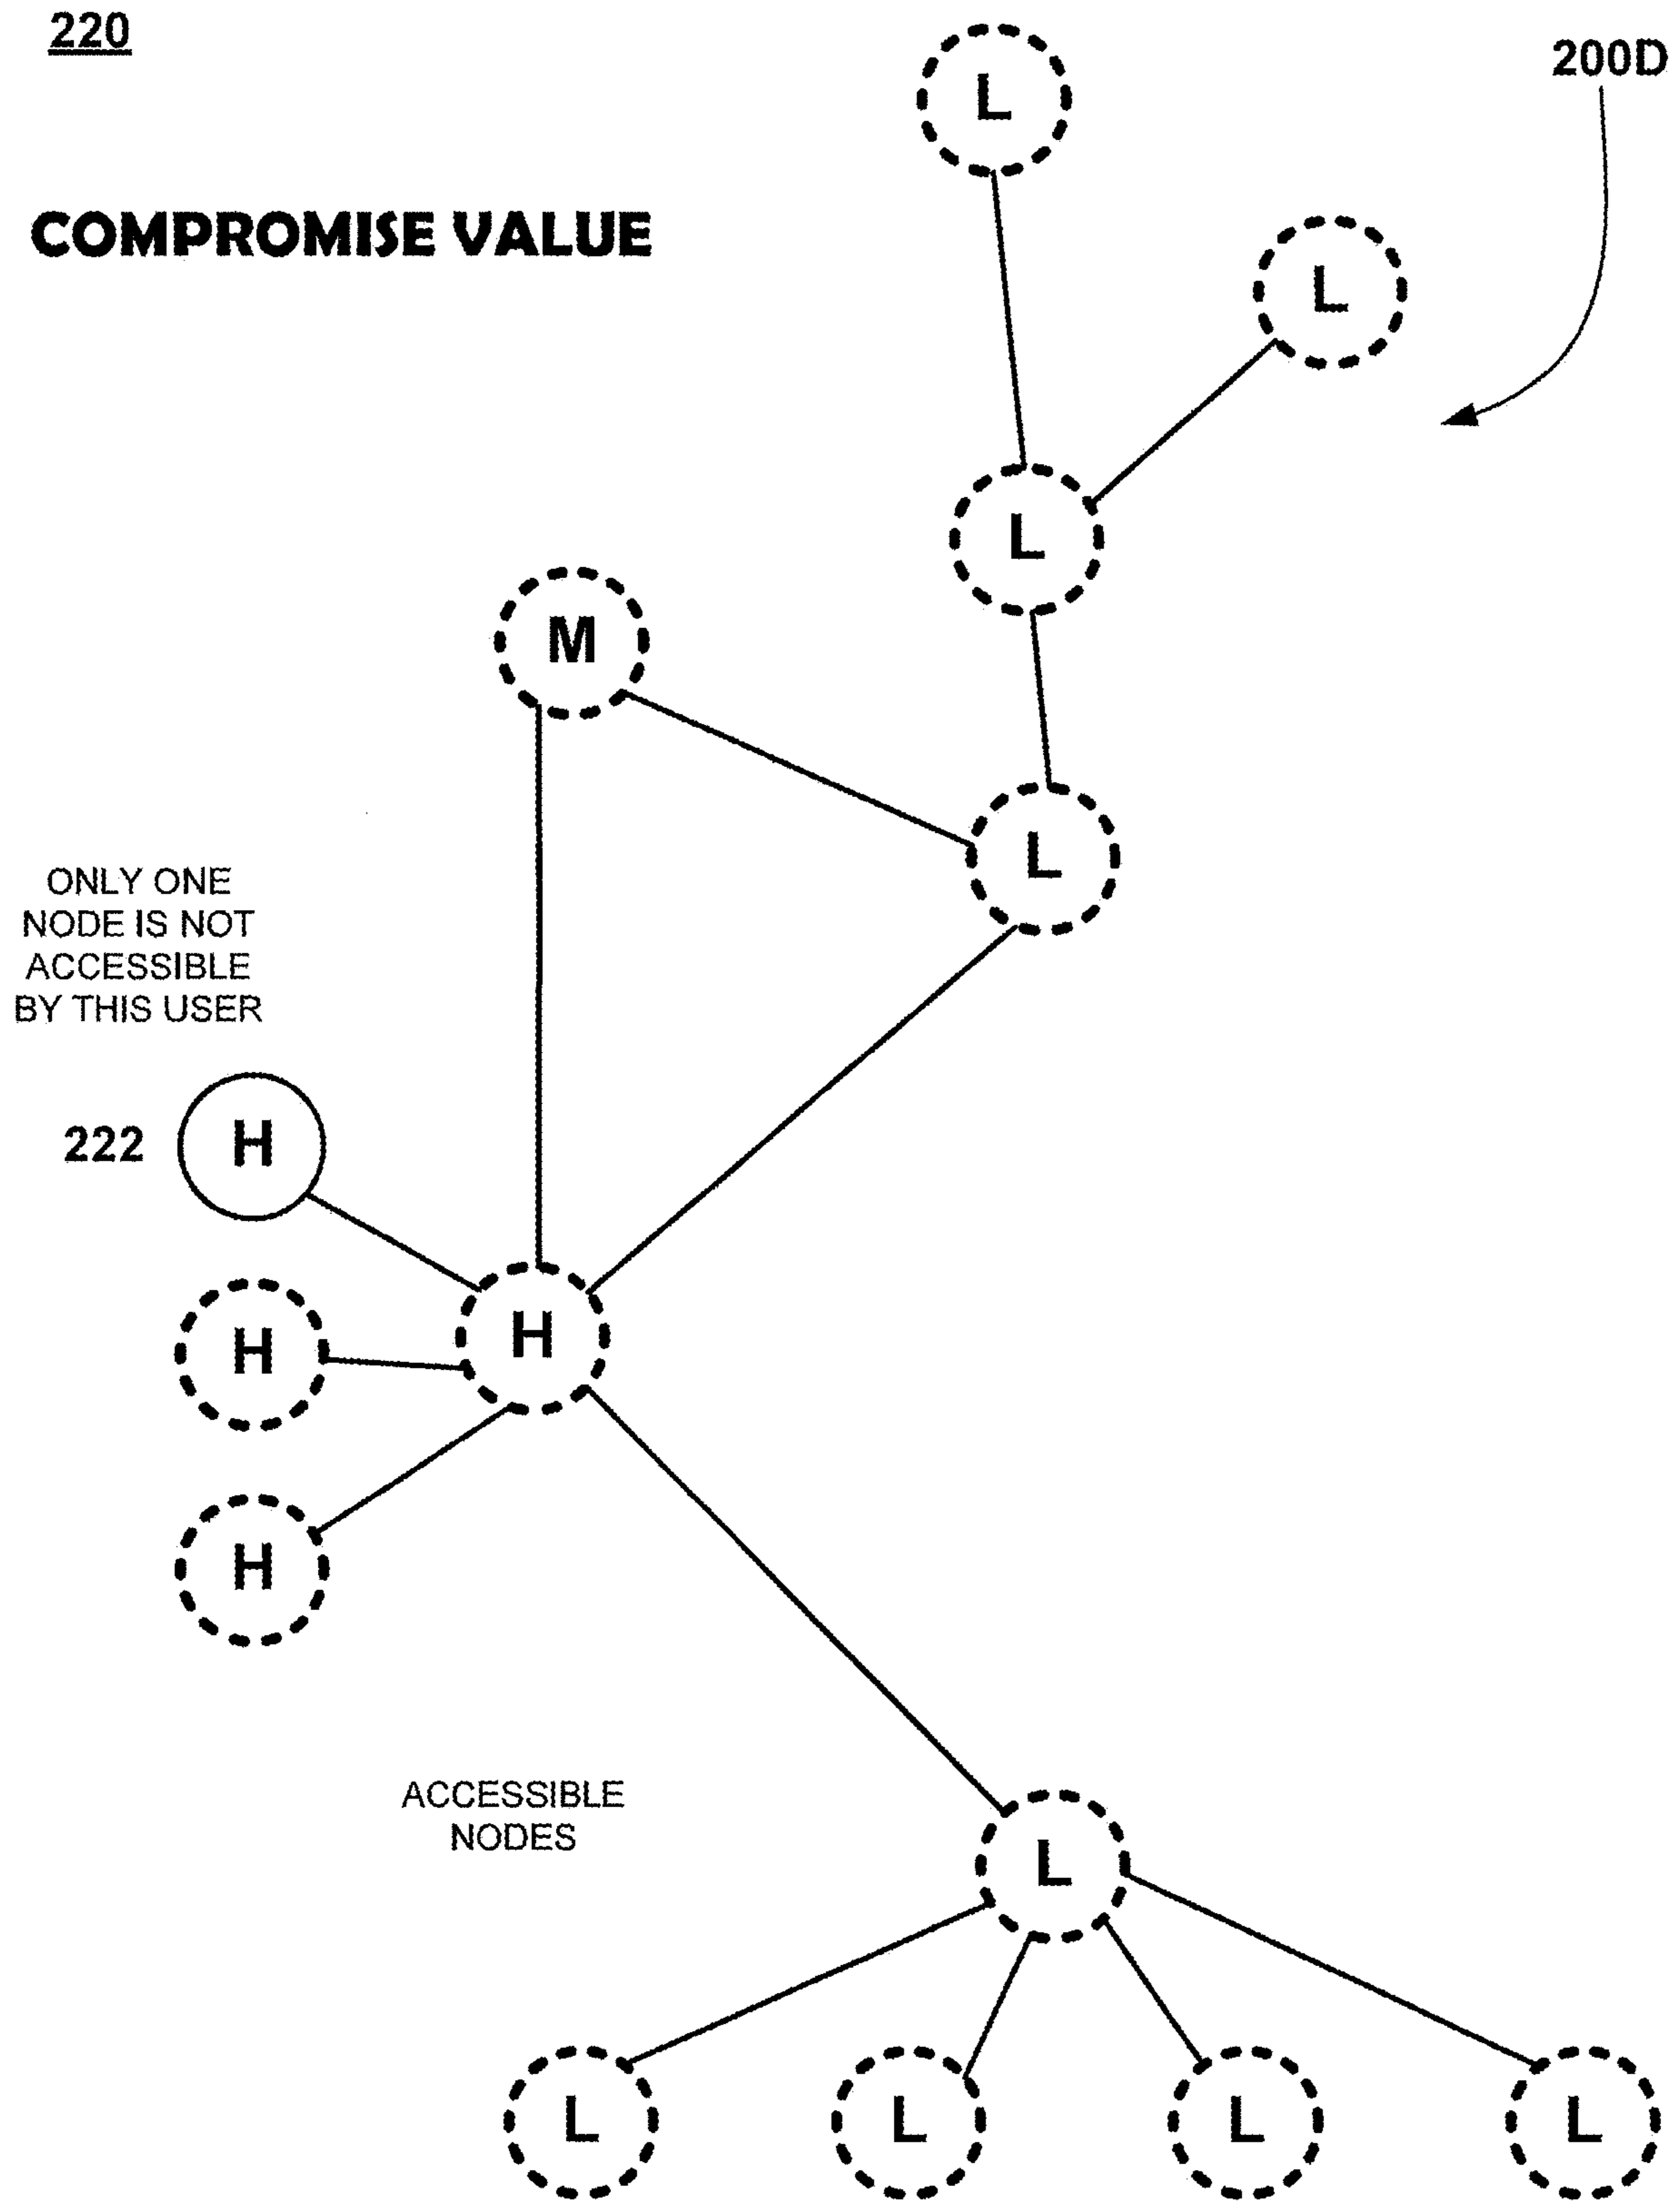 220
L
200D
COMPROMISE VALUE
L
L
M
L
ONLY ONE
NODE IS NOT
ACCESSIBLE
BY THIS USER
222
H
H
H
H
ACCESSIBLE
NODES
L
L
L
L
L